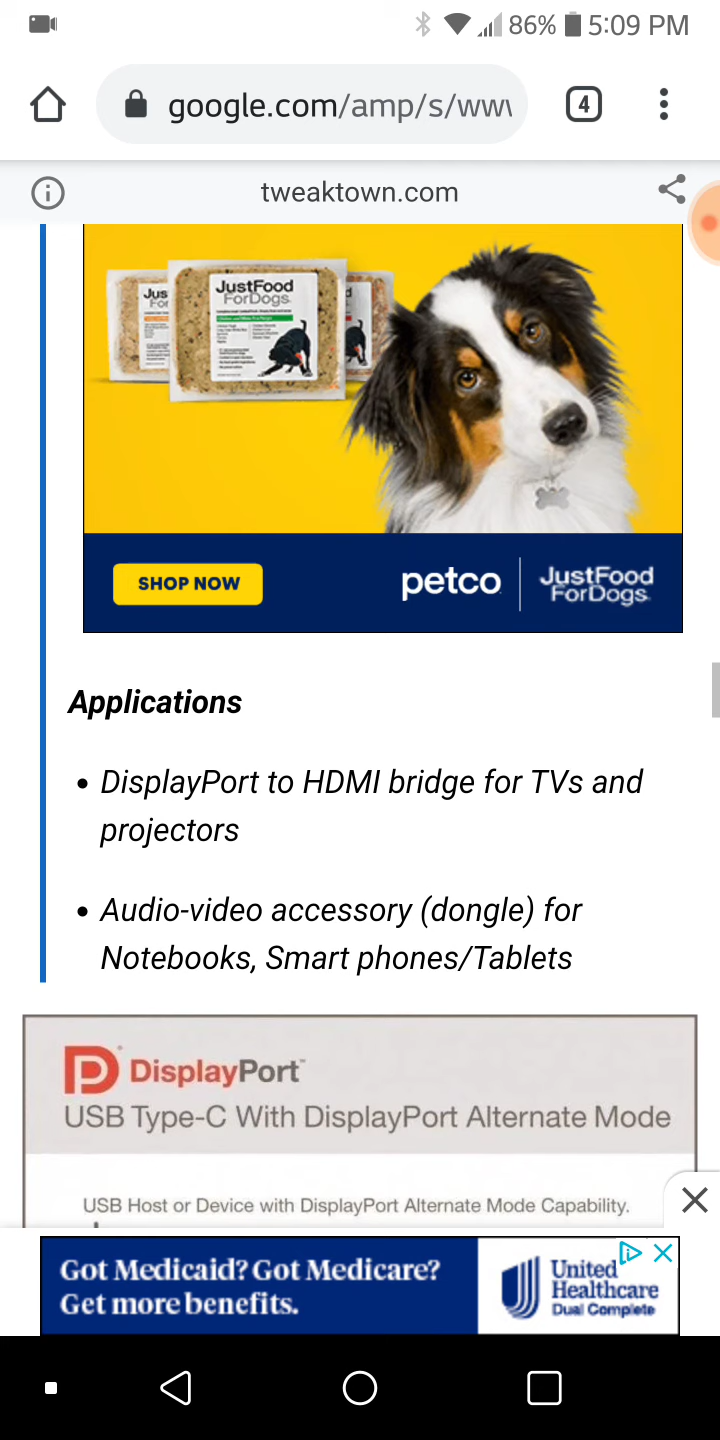 86% 5:09 PM
google.com/amp/s/www
4
tweaktown.com
JustFood
ForDogs
SHOP NOW
petco
JustFood
ForDogs
Applications
• DisplayPort to HDMI bridge for TVs and
projectors
• Audio-video accessory (dongle) for
Notebooks, Smart phones/Tablets
DisplayPort™
USB Type-C With DisplayPort Alternate Mode
USB Host or Device with DisplayPort Alternate Mode Capability.
Got Medicaid? Got Medicare?
Get more benefits.
United
Healthcare
Dual Complete